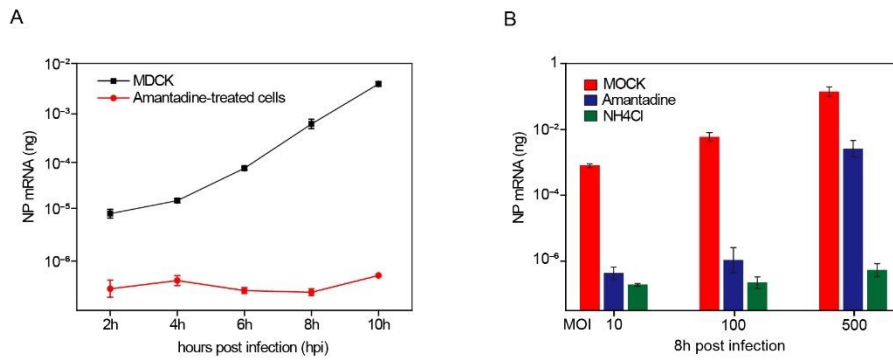 A
NP mRNA (ng)
10⁻²
10⁻³
10⁻⁴
10⁻⁵
10⁻⁶
MDCK
Amantadine-treated cells
2h 4h 6h 8h 10h
hours post infection (hpi)
B
NP mRNA (ng)
1
10⁻²
10⁻⁴
10⁻⁶
MOCK
Amantadine
NH4Cl
MOI 10 100 500
8h post infection